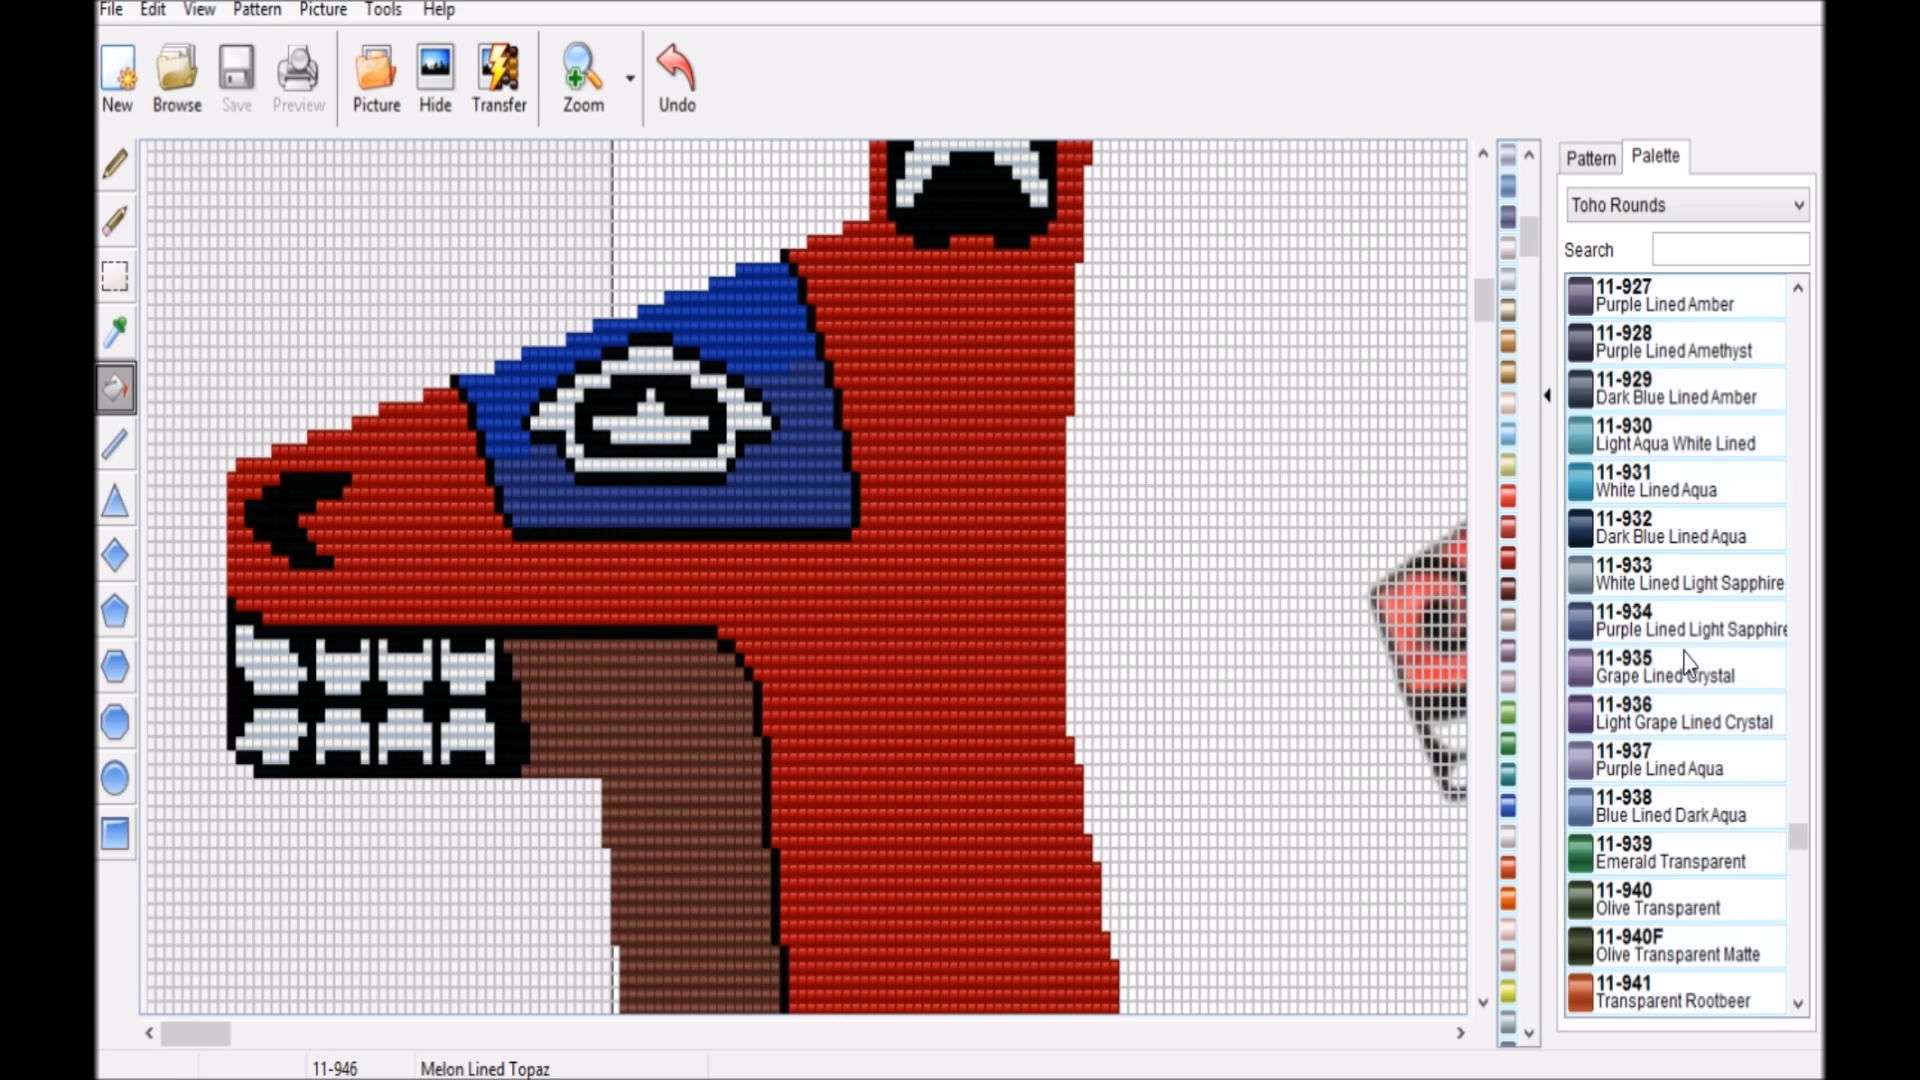 File Edit View Pattern Picture Tools Help
New Browse Save Preview Picture Hide Transfer Zoom Undo
Pattern Palette
Toho Rounds
Search
11-927
Purple Lined Amber
11-928
Purple Lined Amethyst
11-929
Dark Blue Lined Amber
11-930
Light Aqua White Lined
11-931
White Lined Aqua
11-932
Dark Blue Lined Aqua
11-933
White Lined Light Sapphire
11-934
Purple Lined Light Sapphire
11-935
Grape Lined Crystal
11-936
Light Grape Lined Crystal
11-937
Purple Lined Aqua
11-938
Blue Lined Dark Aqua
11-939
Emerald Transparent
11-940
Olive Transparent
11-940F
Olive Transparent Matte
11-941
Transparent Rootbeer
11-946 Melon Lined Topaz